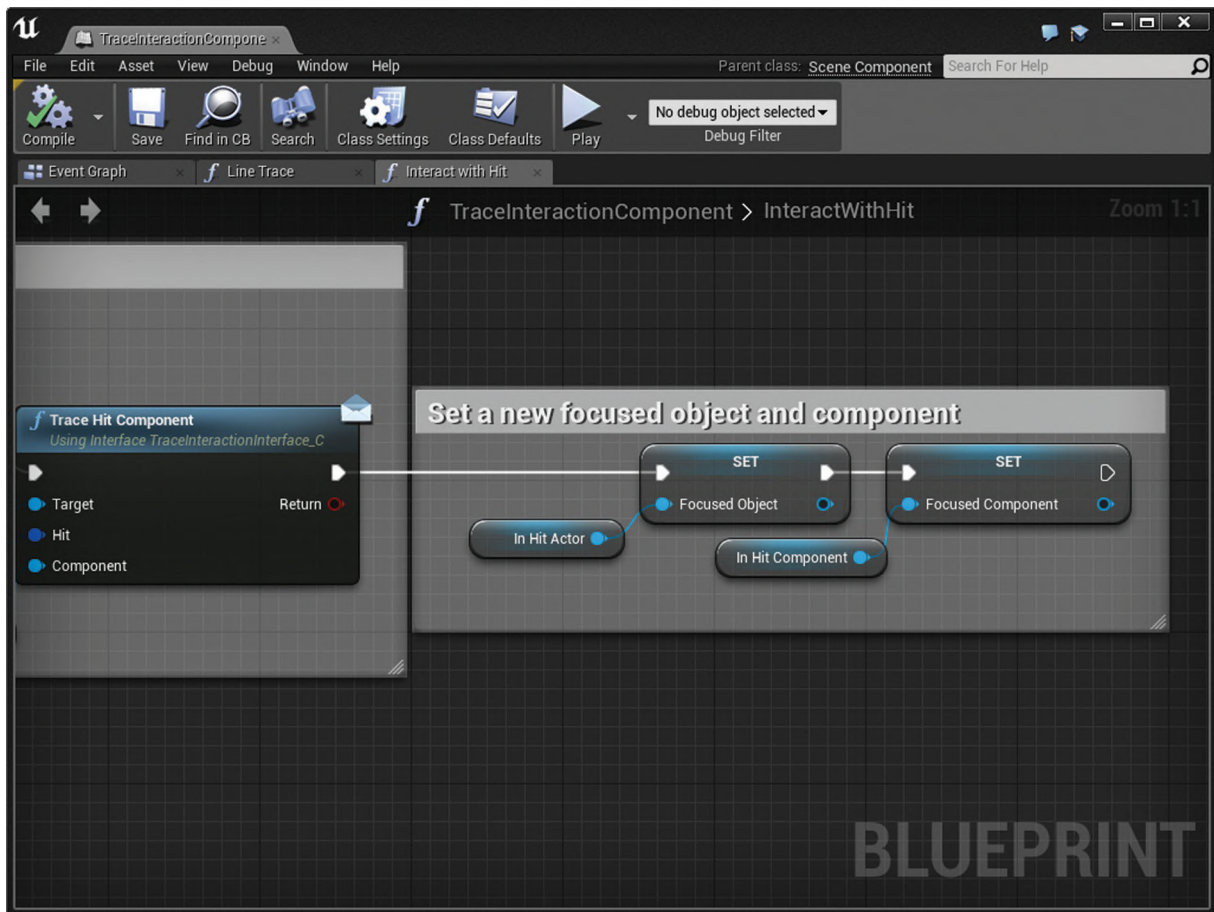 TraceInteractionCompone
File Edit Asset View Debug Window Help
Parent class: Scene Component Search For Help
Compile Save Find in CB Search Class Settings Class Defaults Play
No debug object selected
Debug Filter
Event Graph Line Trace Interact with Hit
TraceInteractionComponent > InteractWithHit Zoom 1:1
Trace Hit Component
Using Interface TraceInteractionInterface_C
Target Return
Hit
Component
Set a new focused object and component
SET SET
Focused Object Focused Component
In Hit Actor
In Hit Component
BLUEPRINT